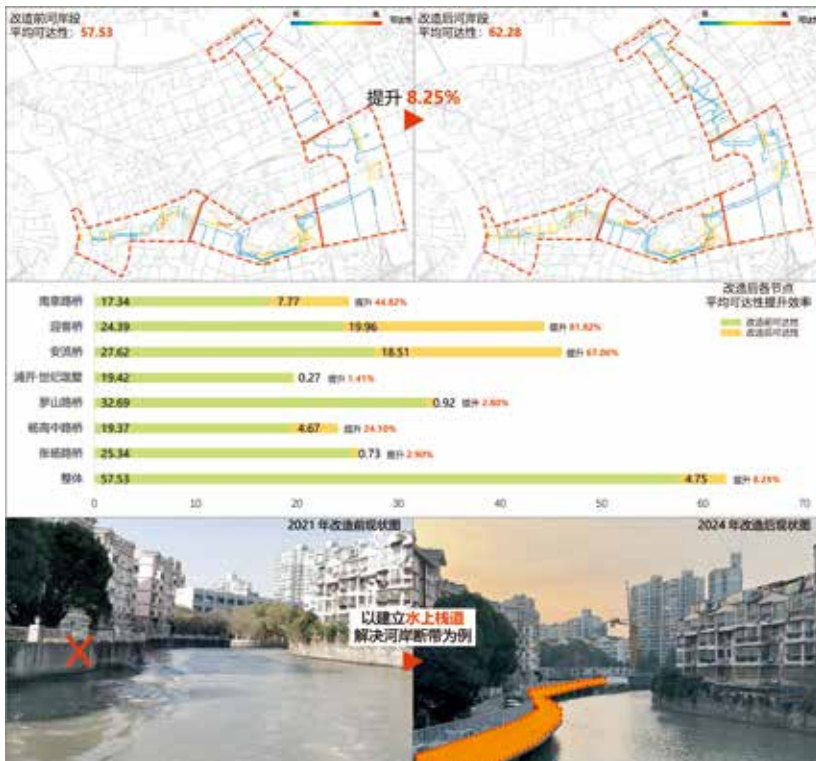 改造前河岸段
平均可达性：57.53
低
高
可达性
改造后河岸段
平均可达性：62.28
低
高
可达性
提升 8.25%
改造后各节点
平均可达性提升效率
改造前可达性
改造后可达性
南泉路桥 17.34 7.77 提升 44.82%
迎春桥 24.39 19.96 提升 81.82%
安流桥 27.62 18.51 提升 67.06%
19.42 0.27 提升 1.41%
罗山路桥 32.69 0.92 提升 2.80%
杨高中路桥 19.37 4.67 提升 24.10%
张杨路桥 25.34 0.73 提升 2.90%
整体 57.53 4.75 提升 8.25%
0 10 20 30 40 50 60 70
2021 年改造前现状图
2024 年改造后现状图
以建立水上栈道
解决河岸断带为例